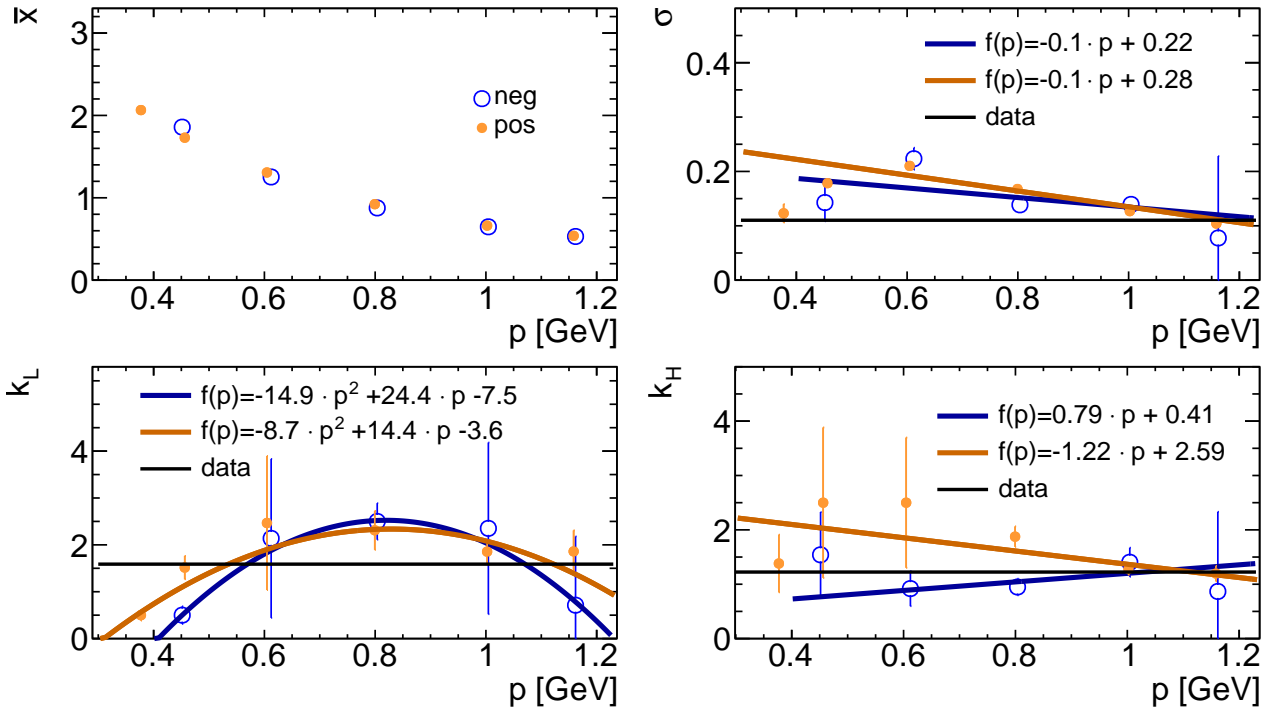 x̅
3
2
1
0
neg
pos
0.4 0.6 0.8 1 1.2
p [GeV]
σ
0.4
0.2
0
f(p)=-0.1 · p + 0.22
f(p)=-0.1 · p + 0.28
data
0.4 0.6 0.8 1 1.2
p [GeV]
k_L
4
2
0
f(p)=-14.9 · p² +24.4 · p -7.5
f(p)=-8.7 · p² +14.4 · p -3.6
data
0.4 0.6 0.8 1 1.2
p [GeV]
k_H
4
2
0
f(p)=0.79 · p + 0.41
f(p)=-1.22 · p + 2.59
data
0.4 0.6 0.8 1 1.2
p [GeV]